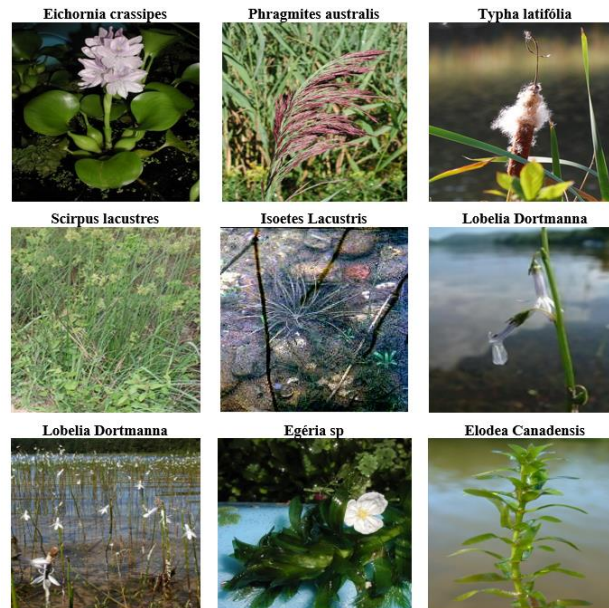 Eichornia crassipes
Phragmites australis
Typha latifólia
Scirpus lacustres
Isoetes Lacustris
Lobelia Dortmanna
Lobelia Dortmanna
Egéria sp
Elodea Canadensis